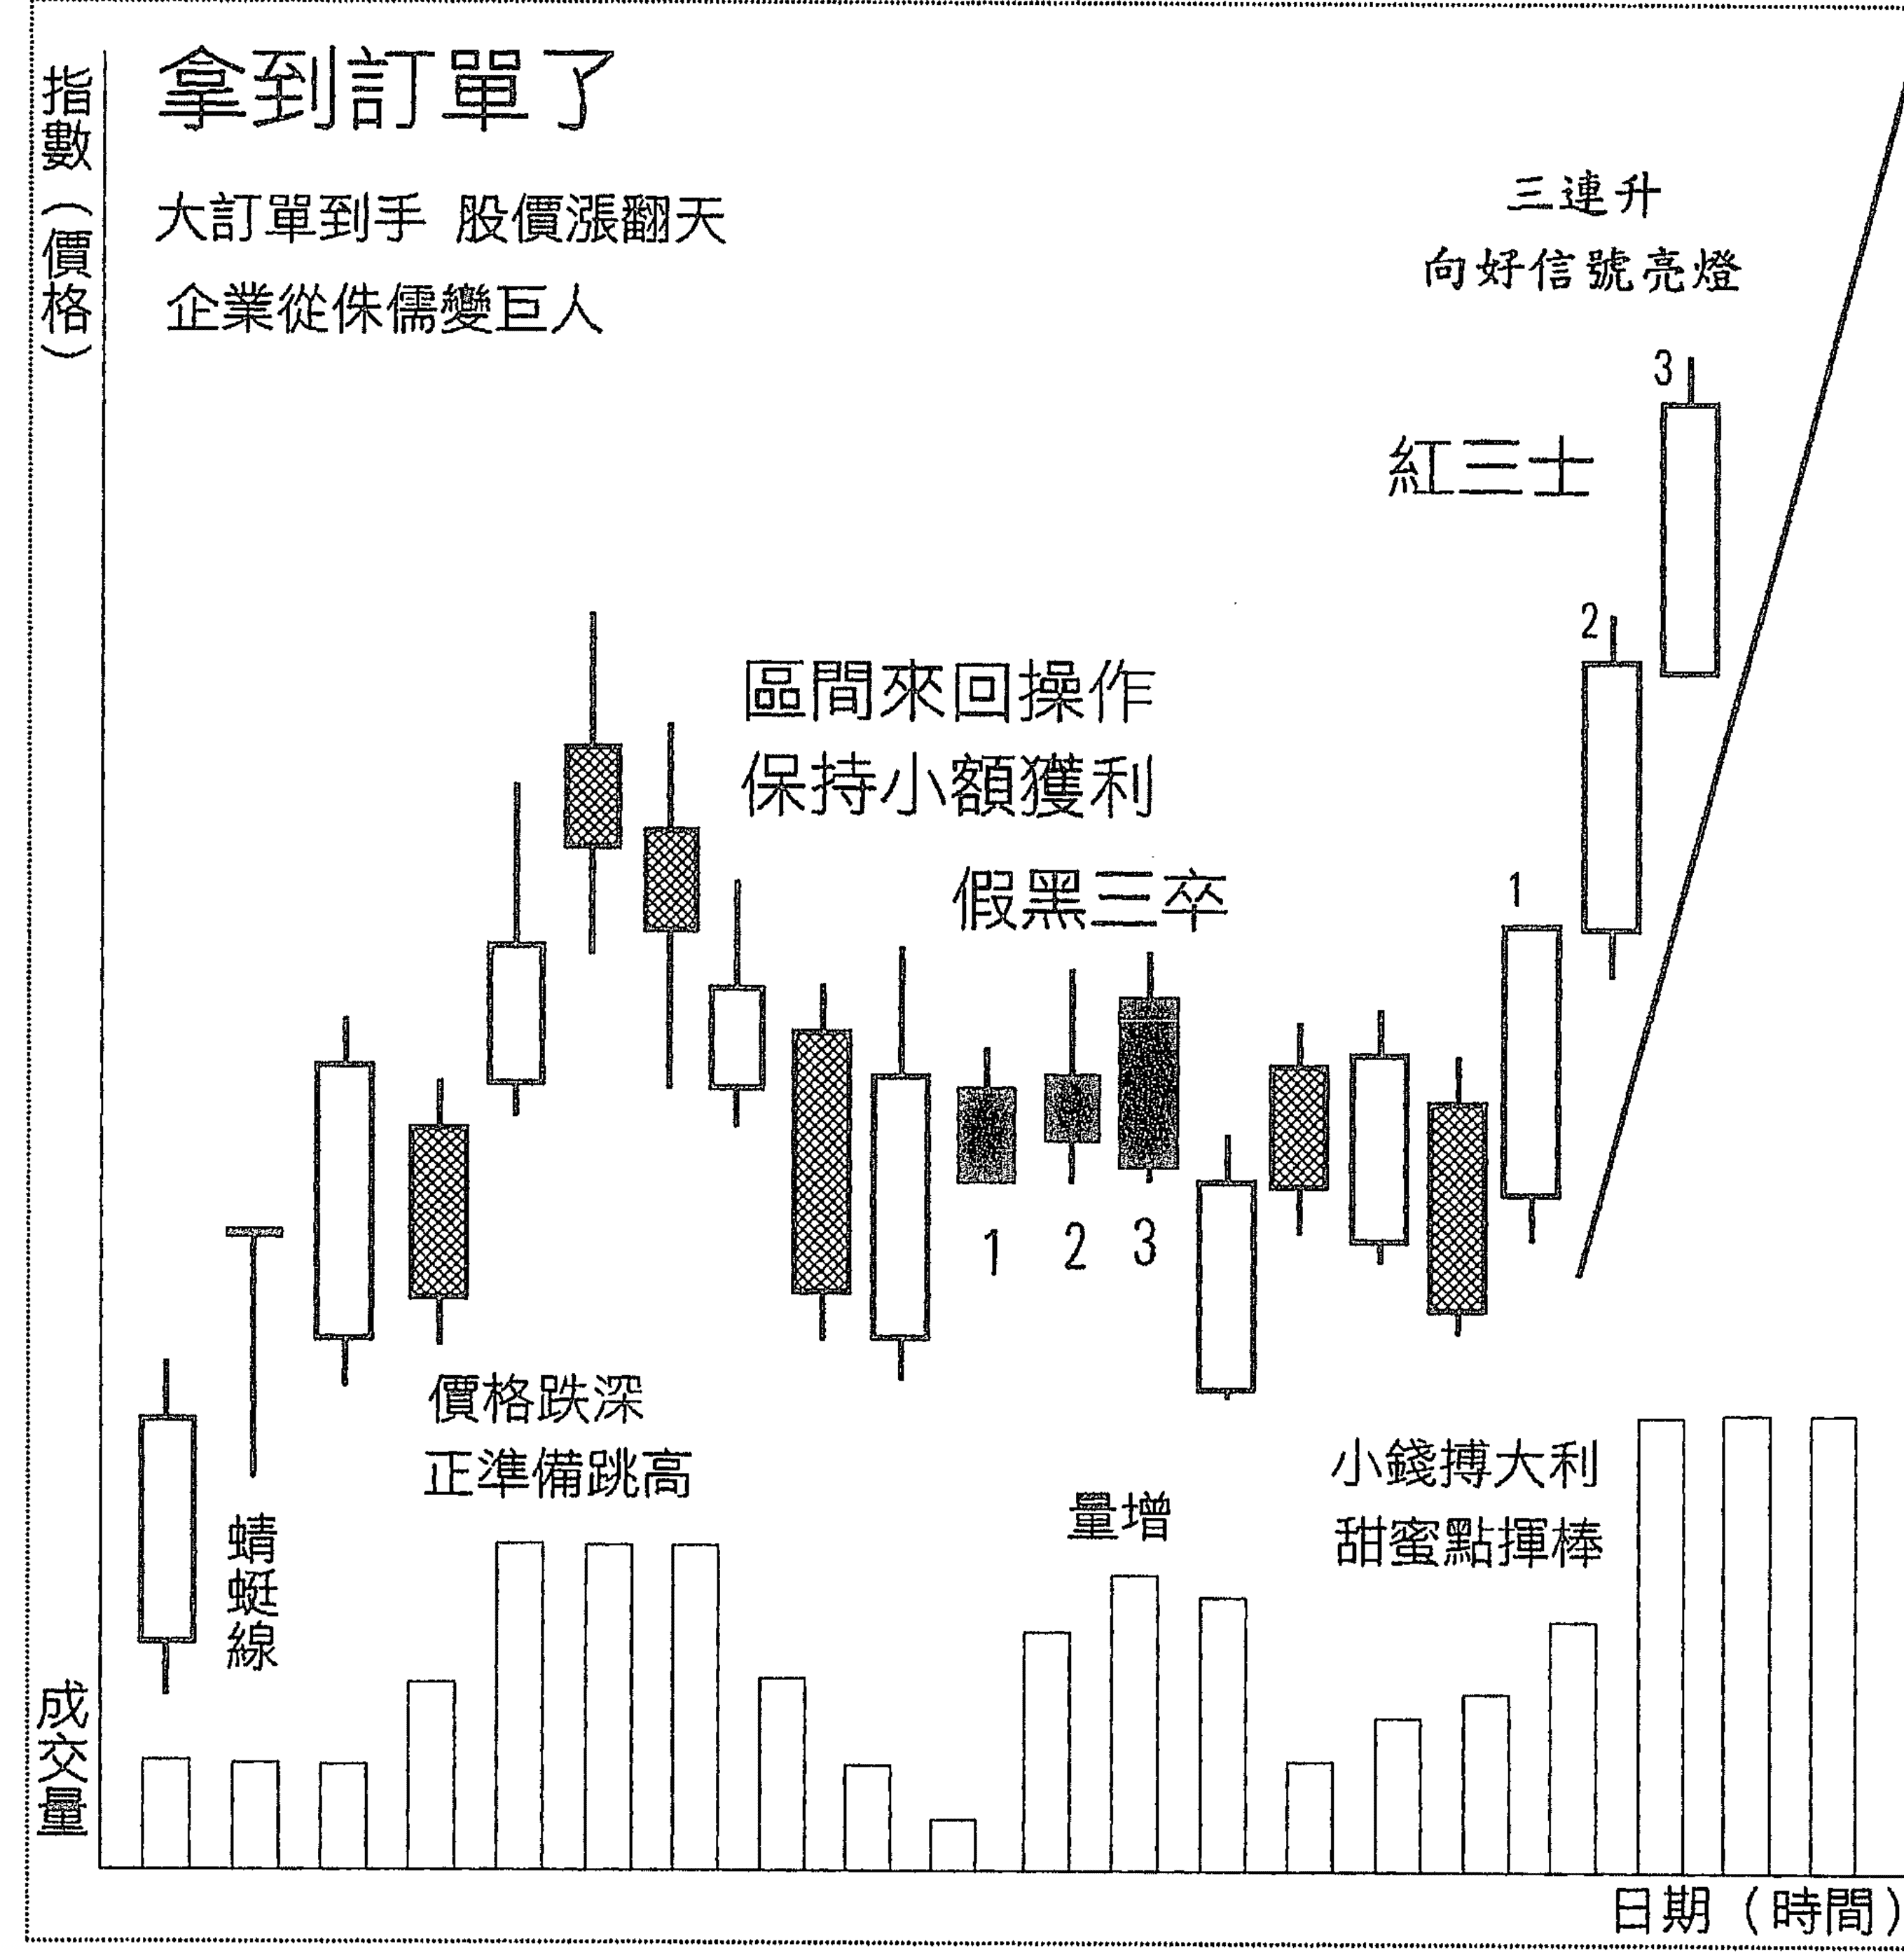 拿到訂單了
大訂單到手 股價漲翻天
企業從侏儒變巨人
指數（價格）
三連升
向好信號亮燈
3
紅三士
2
區間來回操作
保持小額獲利
假黑三卒
1
1
2
3
價格跌深
正準備跳高
蜻蜓線
量增
小錢搏大利
甜蜜點揮棒
成交量
日期（時間）